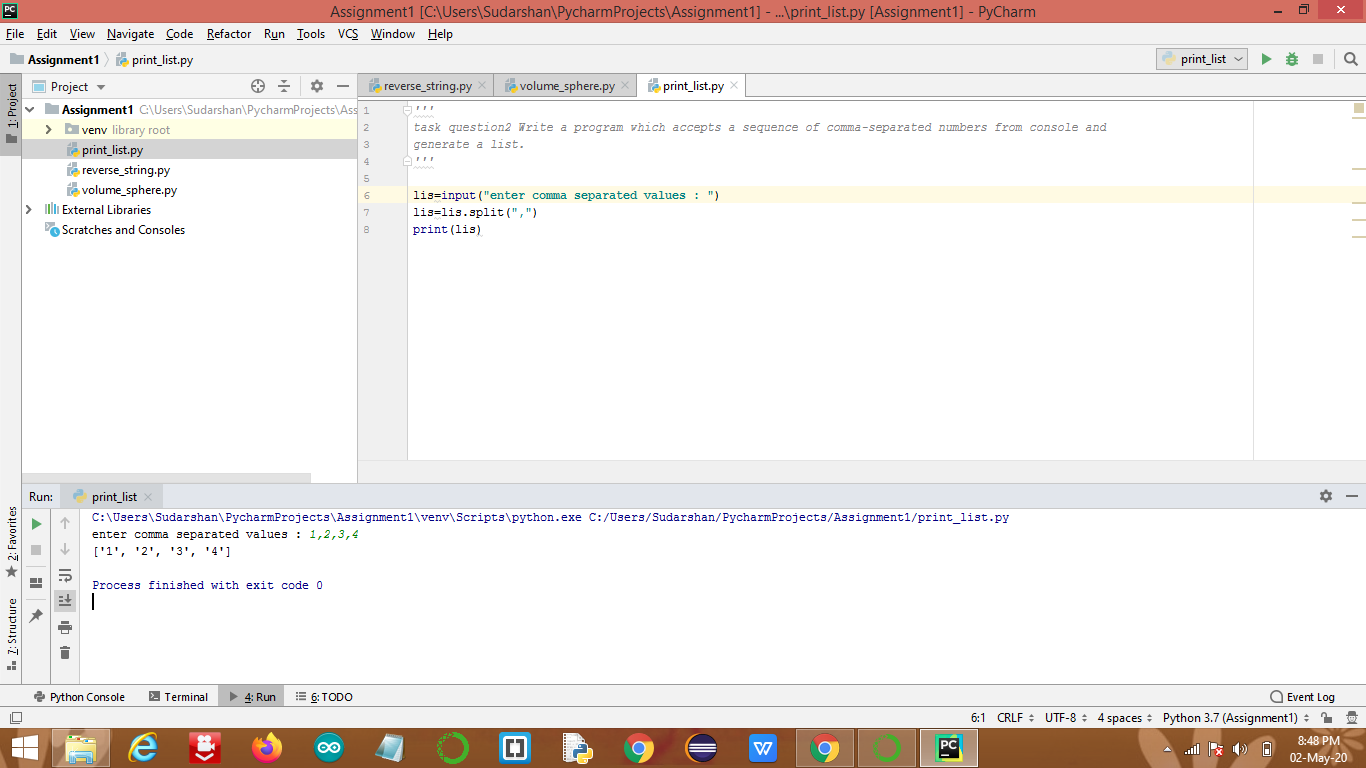 PC
Assignment1 [C:\Users\Sudarshan\PycharmProjects\Assignment1] - ...\print_list.py [Assignment1] - PyCharm
File Edit View Navigate Code Refactor Run Tools VCS Window Help
Assignment1 print_list.py
print_list
1: Project
Project
reverse_string.py
volume_sphere.py
print_list.py
Assignment1 C:\Users\Sudarshan\PycharmProjects\Ass
venv library root
print_list.py
reverse_string.py
volume_sphere.py
External Libraries
Scratches and Consoles
1 '''
2 task question2 Write a program which accepts a sequence of comma-separated numbers from console and
3 generate a list.
4 '''
5
6 lis=input("enter comma separated values : ")
7 lis=lis.split(",")
8 print(lis)
Run: print_list
C:\Users\Sudarshan\PycharmProjects\Assignment1\venv\Scripts\python.exe C:/Users/Sudarshan/PycharmProjects/Assignment1/print_list.py
enter comma separated values : 1,2,3,4
['1', '2', '3', '4']
Process finished with exit code 0
2: Favorites
7: Structure
Python Console Terminal 4: Run 6: TODO Event Log
6:1 CRLF UTF-8 4 spaces Python 3.7 (Assignment1)
W
PC
8:48 PM
02-May-20